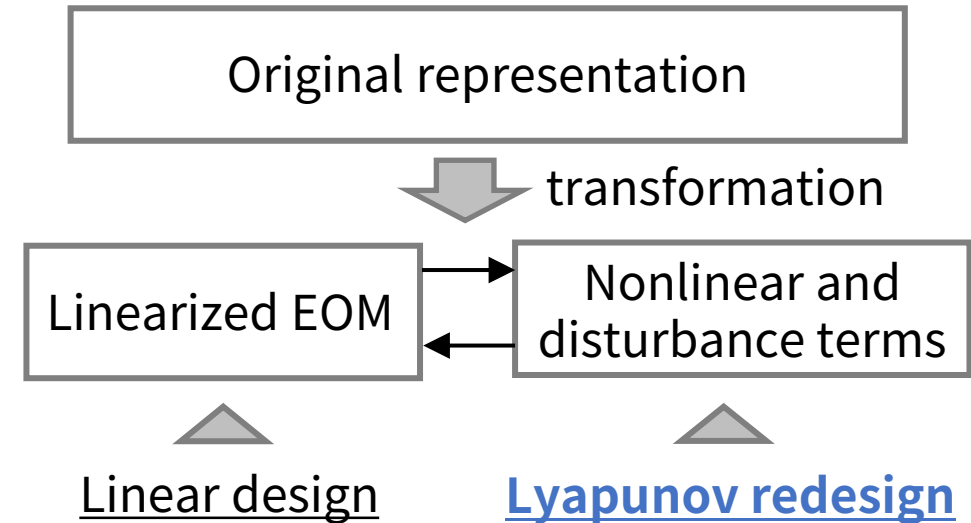 Original representation
transformation
Linearized EOM
Nonlinear and
disturbance terms
Linear design
Lyapunov redesign